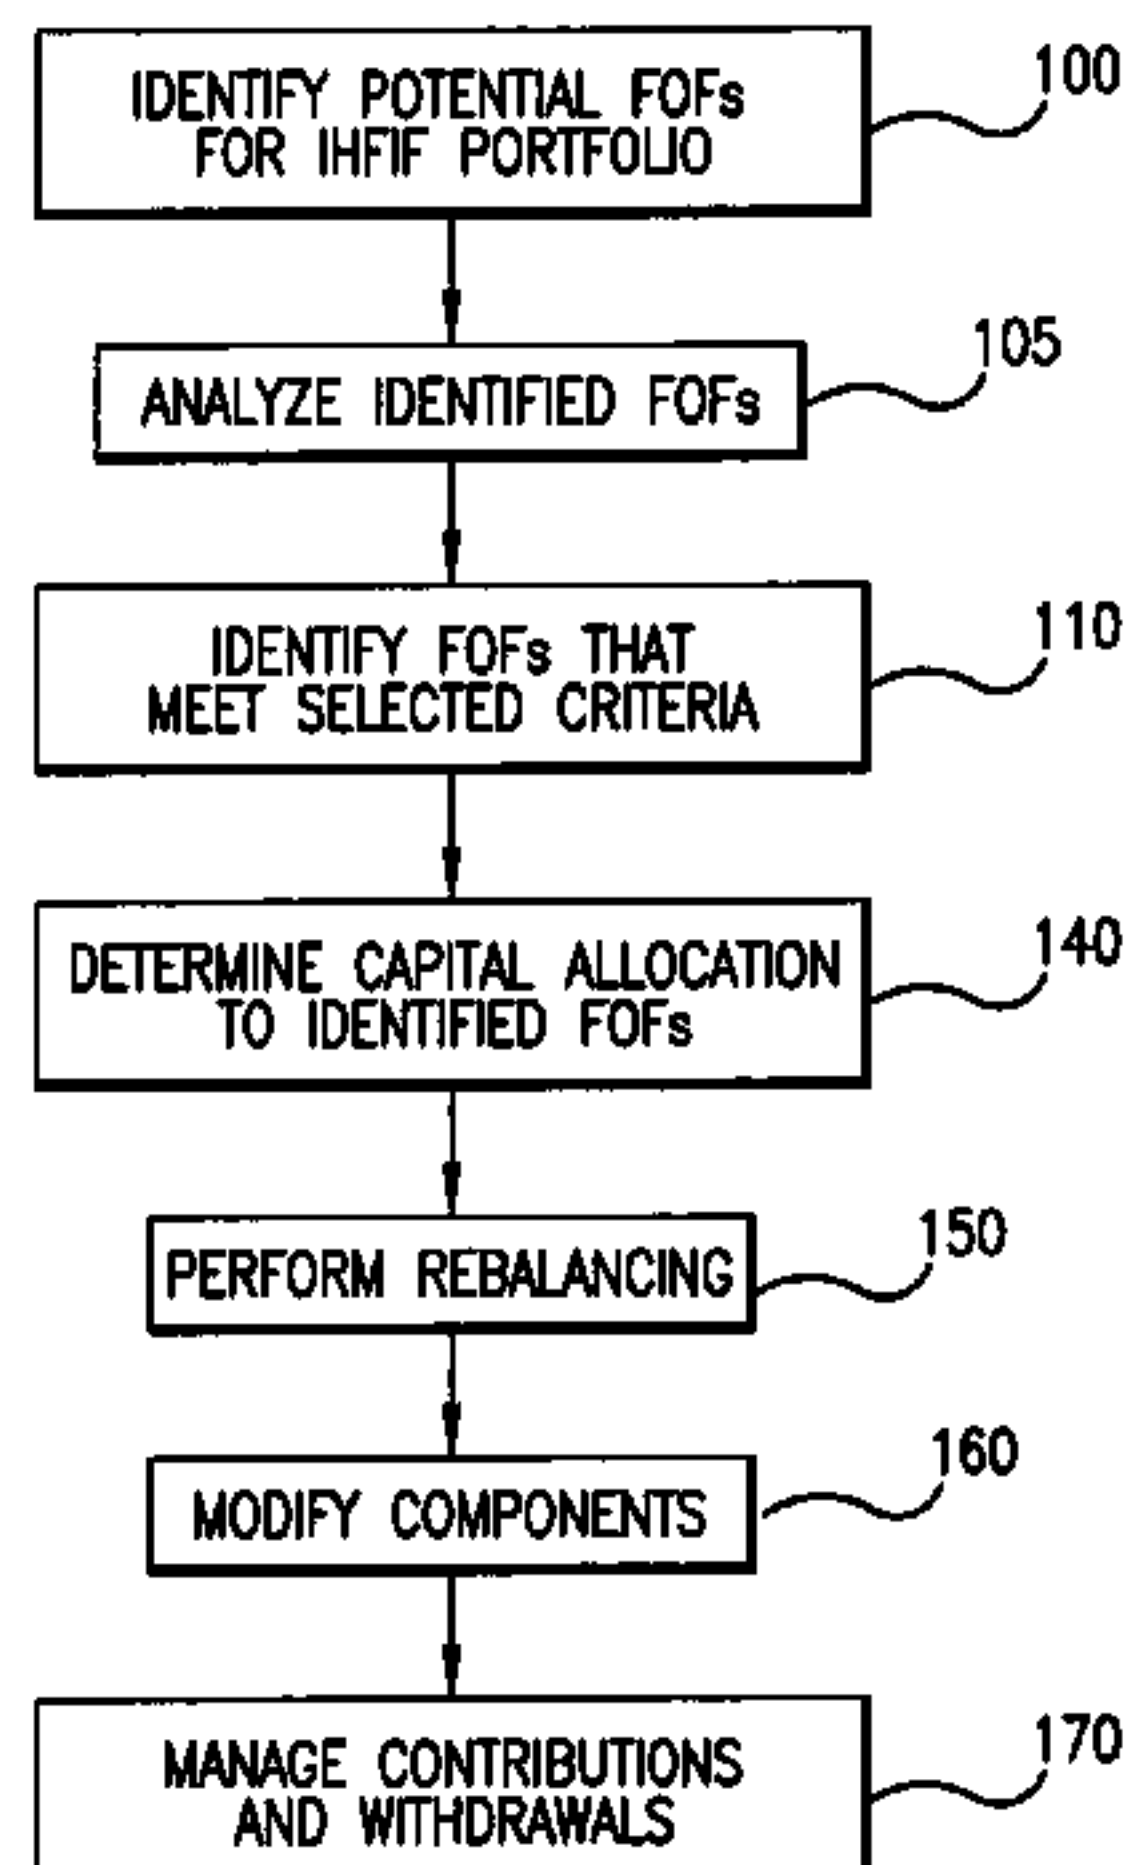 IDENTIFY POTENTIAL FOFs
FOR IHFIF PORTFOLIO
100
ANALYZE IDENTIFIED FOFs
105
IDENTIFY FOFs THAT
MEET SELECTED CRITERIA
110
DETERMINE CAPITAL ALLOCATION
TO IDENTIFIED FOFs
140
PERFORM REBALANCING
150
MODIFY COMPONENTS
160
MANAGE CONTRIBUTIONS
AND WITHDRAWALS
170